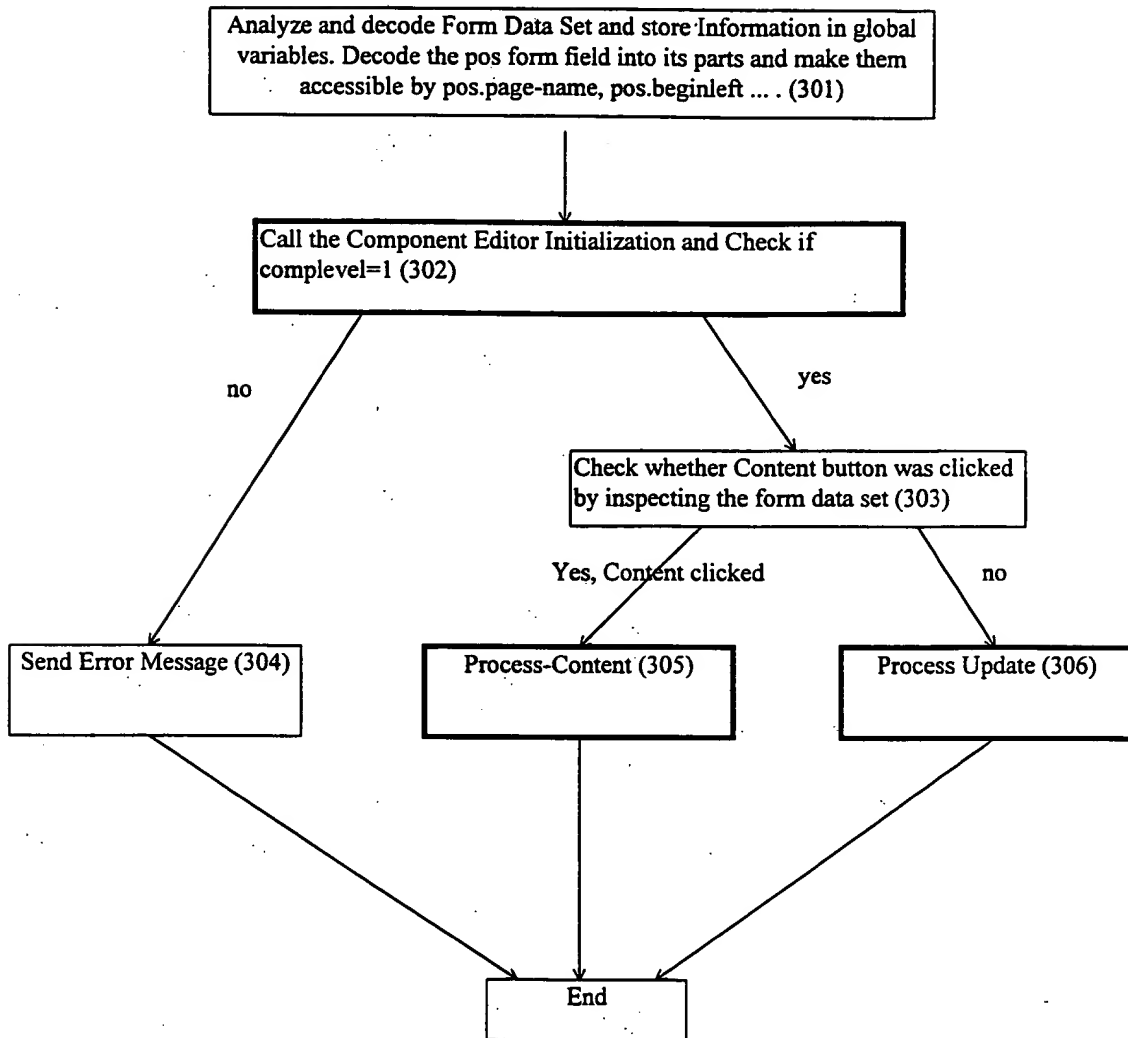 Analyze and decode Form Data Set and store Information in global
variables. Decode the pos form field into its parts and make them
accessible by pos.page-name, pos.beginleft ... . (301)
Call the Component Editor Initialization and Check if
complevel=1 (302)
no
yes
Check whether Content button was clicked
by inspecting the form data set (303)
Yes, Content clicked
no
Send Error Message (304)
Process-Content (305)
Process Update (306)
End